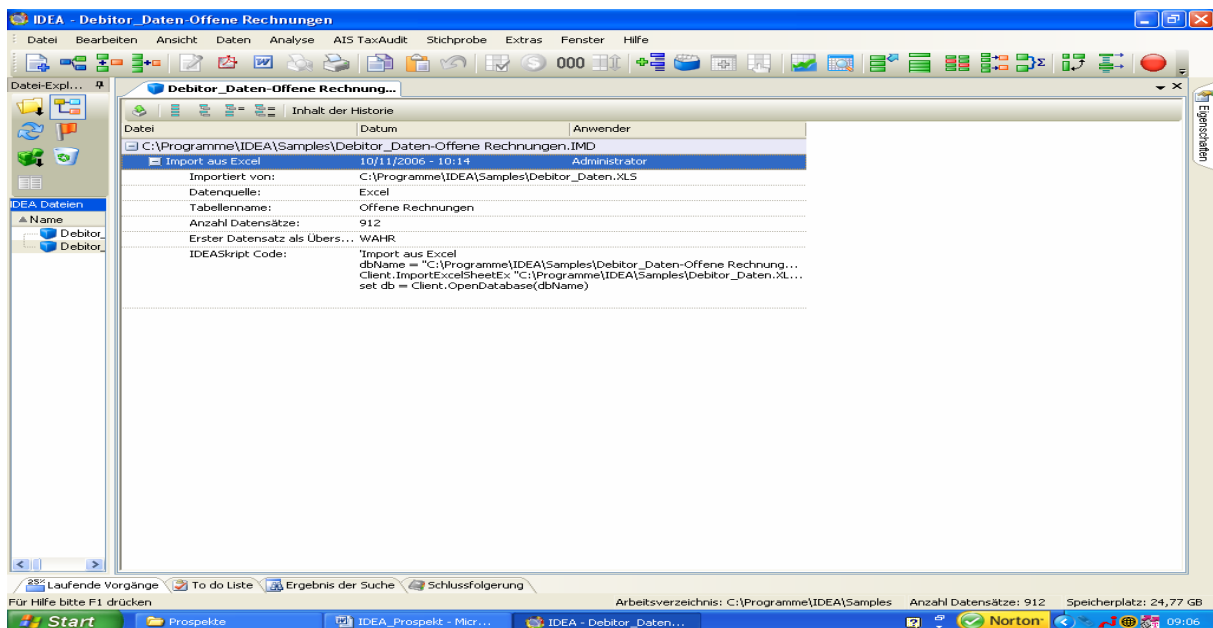 IDEA - Debitor_Daten-Offene Rechnungen
Datei Bearbeiten Ansicht Daten Analyse AIS TaxAudit Stichprobe Extras Fenster Hilfe
000
Datei-Expl...
Debitor_Daten-Offene Rechnung...
Eigenschaften
Inhalt der Historie
Datei Datum Anwender
C:\Programme\IDEA\Samples\Debitor_Daten-Offene Rechnungen.IMD
Import aus Excel 10/11/2006 - 10:14 Administrator
Importiert von: C:\Programme\IDEA\Samples\Debitor_Daten.XLS
Datenquelle: Excel
Tabellenname: Offene Rechnungen
Anzahl Datensätze: 912
Erster Datensatz als Übers... WAHR
IDEASkript Code: 'Import aus Excel
dbName = "C:\Programme\IDEA\Samples\Debitor_Daten-Offene Rechnung...
Client.ImportExcelSheetEx "C:\Programme\IDEA\Samples\Debitor_Daten.XL...
set db = Client.OpenDatabase(dbName)
IDEA Dateien
Name
Debitor_
Debitor_
25% Laufende Vorgänge To do Liste Ergebnis der Suche Schlussfolgerung
Für Hilfe bitte F1 drücken Arbeitsverzeichnis: C:\Programme\IDEA\Samples Anzahl Datensätze: 912 Speicherplatz: 24,77 GB
Start Prospekte IDEA_Prospekt - Micr... IDEA - Debitor_Daten... Norton 09:06